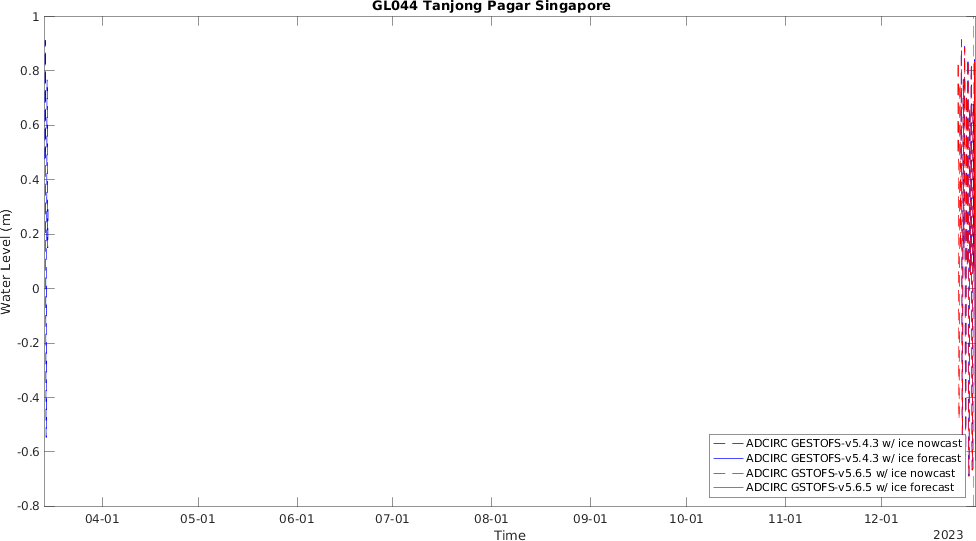 GL044 Tanjong Pagar Singapore
1
0.8
0.6
0.4
0.2
0
-0.2
-0.4
-0.6
-0.8
Water Level (m)
ADCIRC GESTOFS-v5.4.3 w/ ice nowcast
ADCIRC GESTOFS-v5.4.3 w/ ice forecast
ADCIRC GSTOFS-v5.6.5 w/ ice nowcast
ADCIRC GSTOFS-v5.6.5 w/ ice forecast
04-01 05-01 06-01 07-01 08-01 09-01 10-01 11-01 12-01
Time
2023